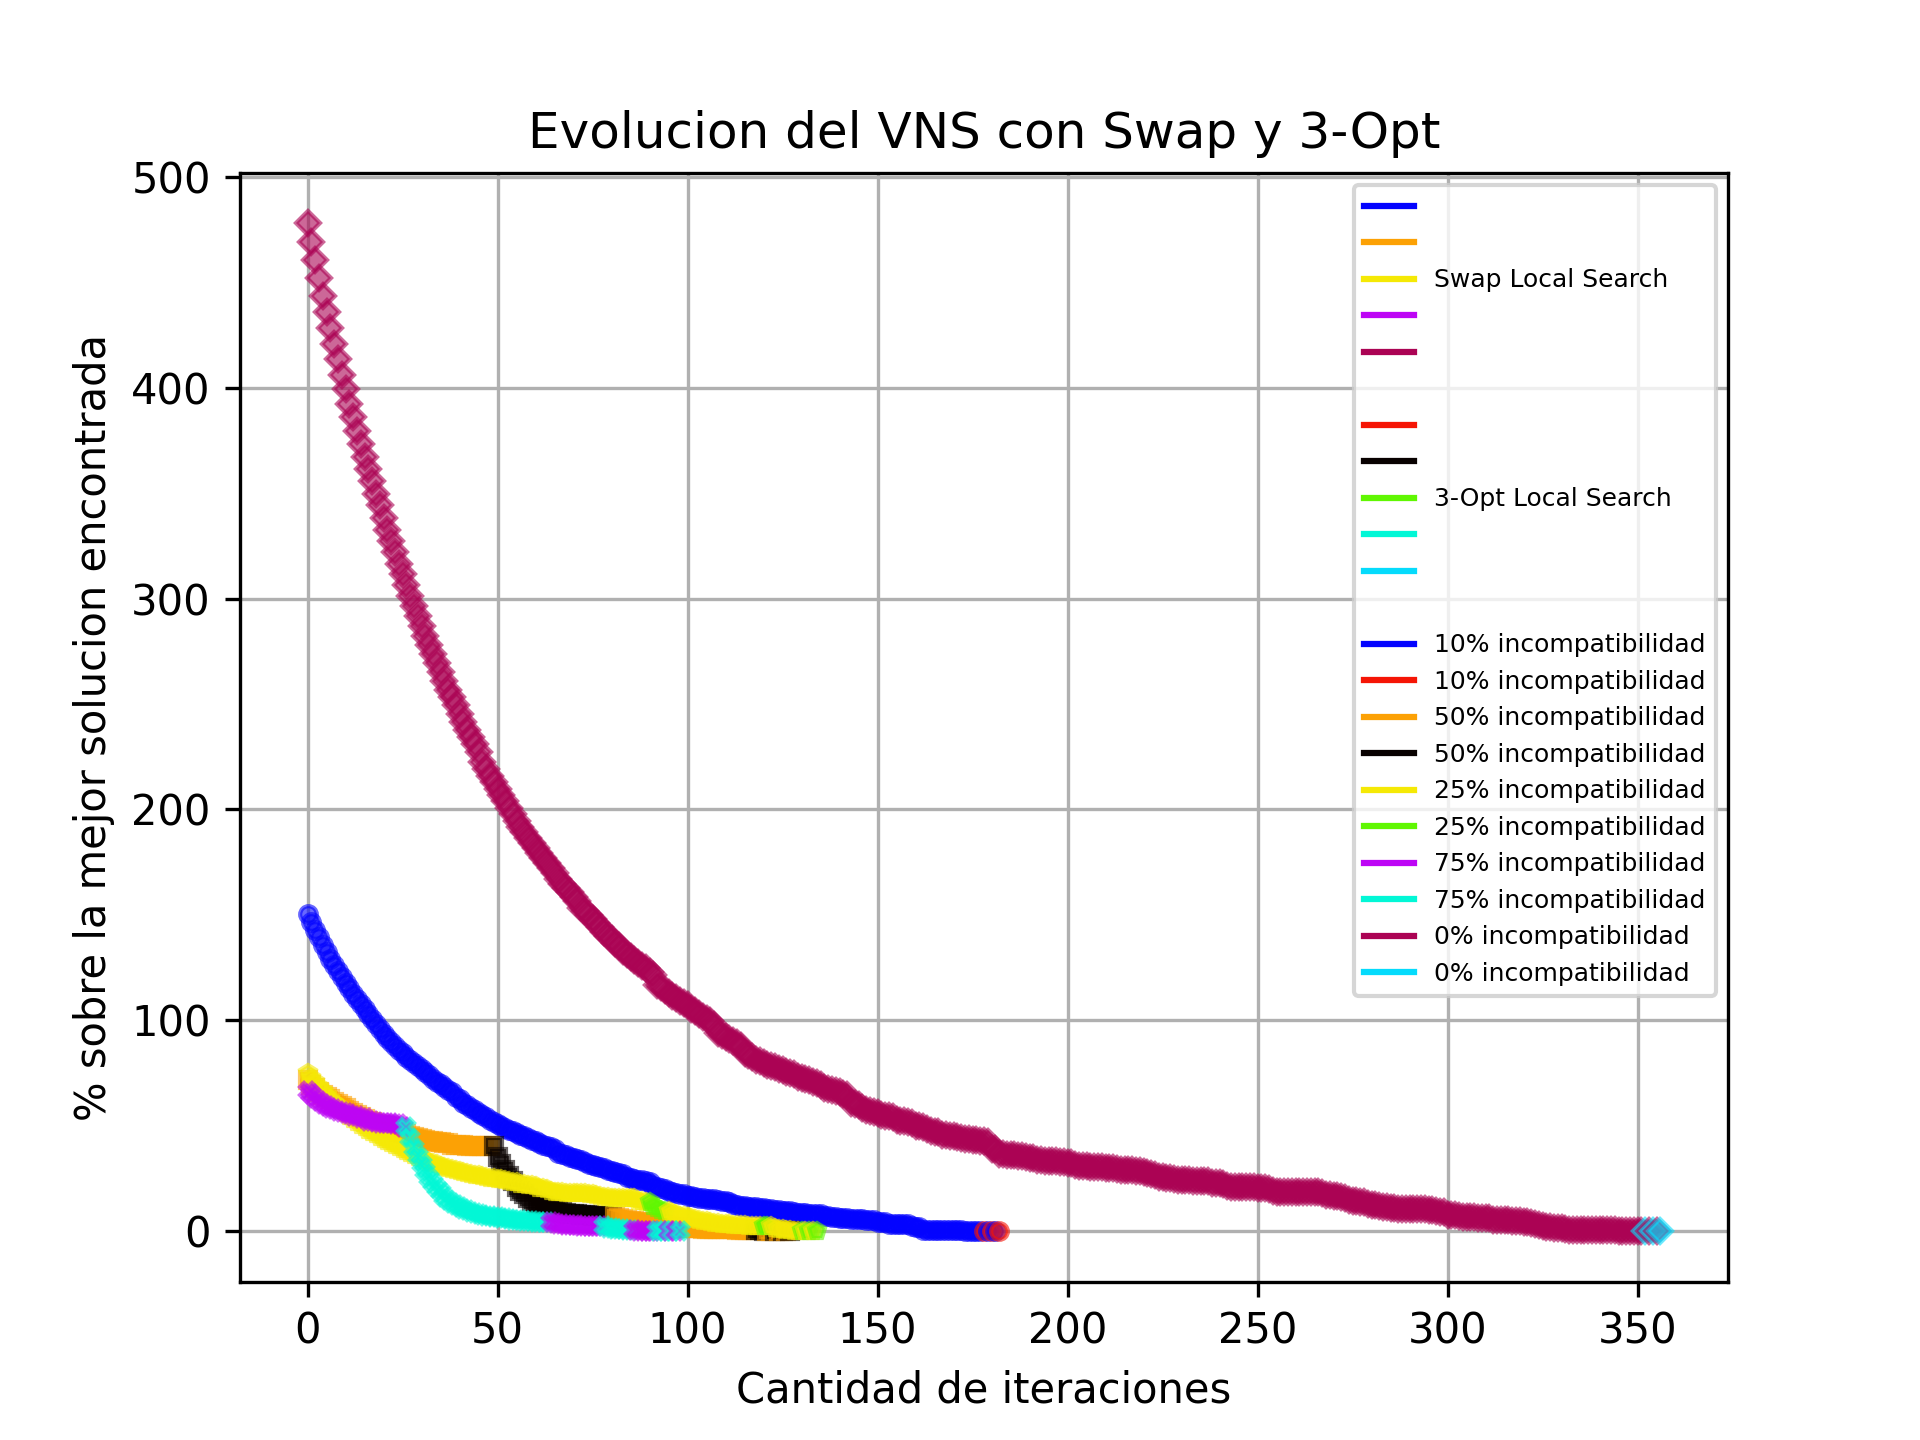 Evolucion del VNS con Swap y 3-Opt
% sobre la mejor solucion encontrada
500
400
300
200
100
0
Swap Local Search
3-Opt Local Search
10% incompatibilidad
10% incompatibilidad
50% incompatibilidad
50% incompatibilidad
25% incompatibilidad
25% incompatibilidad
75% incompatibilidad
75% incompatibilidad
0% incompatibilidad
0% incompatibilidad
0 50 100 150 200 250 300 350
Cantidad de iteraciones